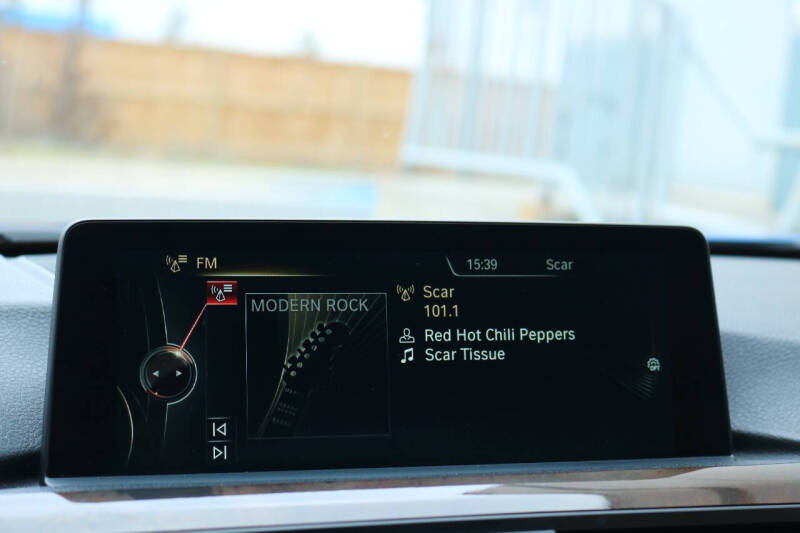 FM 15:39 Scar
MODERN ROCK
Scar
101.1
Red Hot Chili Peppers
Scar Tissue